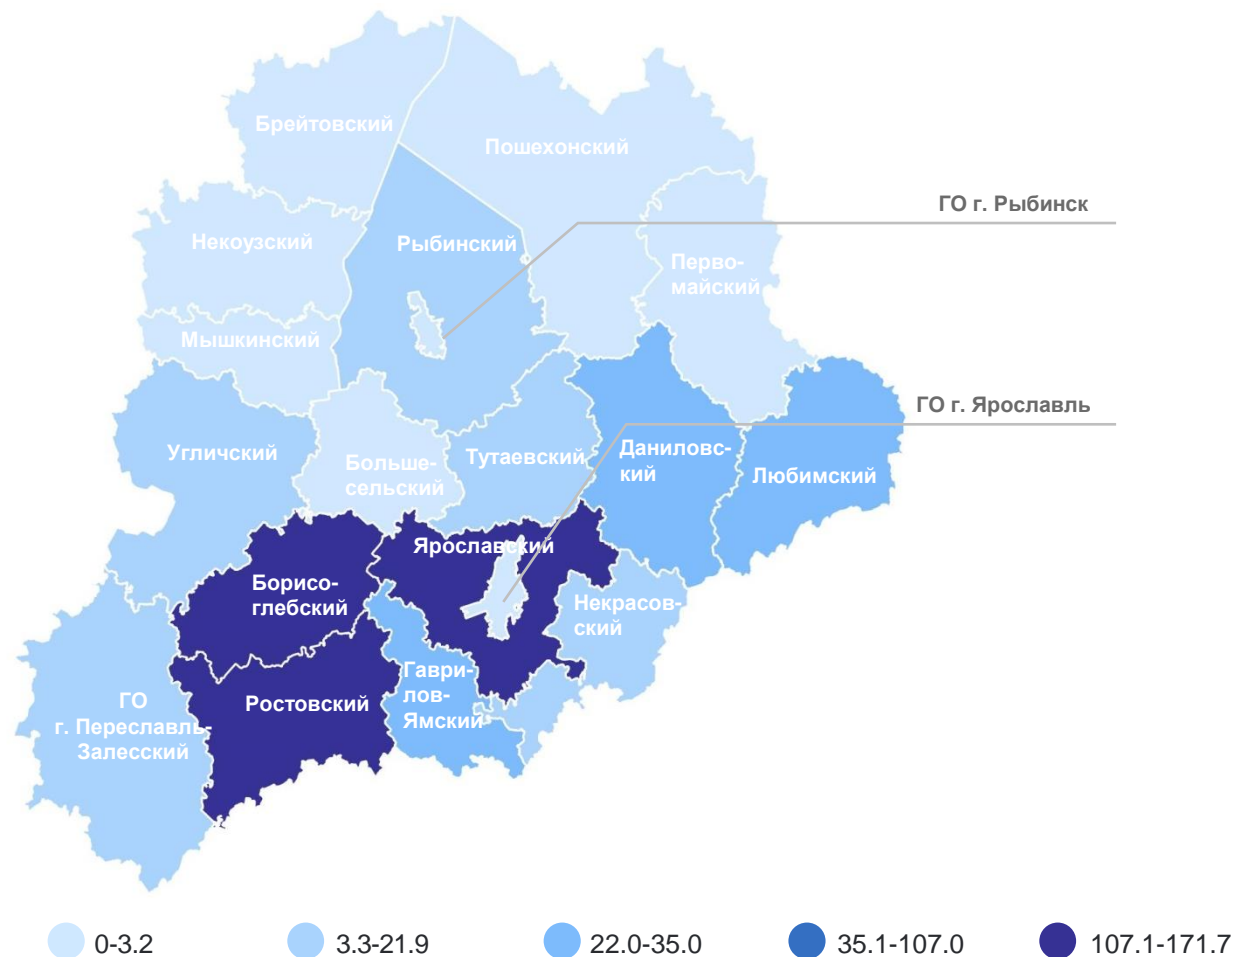 Брейтовский
Пошехонский
ГО г. Рыбинск
Некоузский
Рыбинский
Перво-
майский
Мышкинский
ГО г. Ярославль
Угличский
Больше-
сельский
Тутаевский
Даниловс-
кий
Любимский
Ярославский
Борисо-
глебский
Некрасов-
ский
Гаври-
лов-
Ямский
Ростовский
ГО
г. Переславль-
Залесский
0-3.2
3.3-21.9
22.0-35.0
35.1-107.0
107.1-171.7